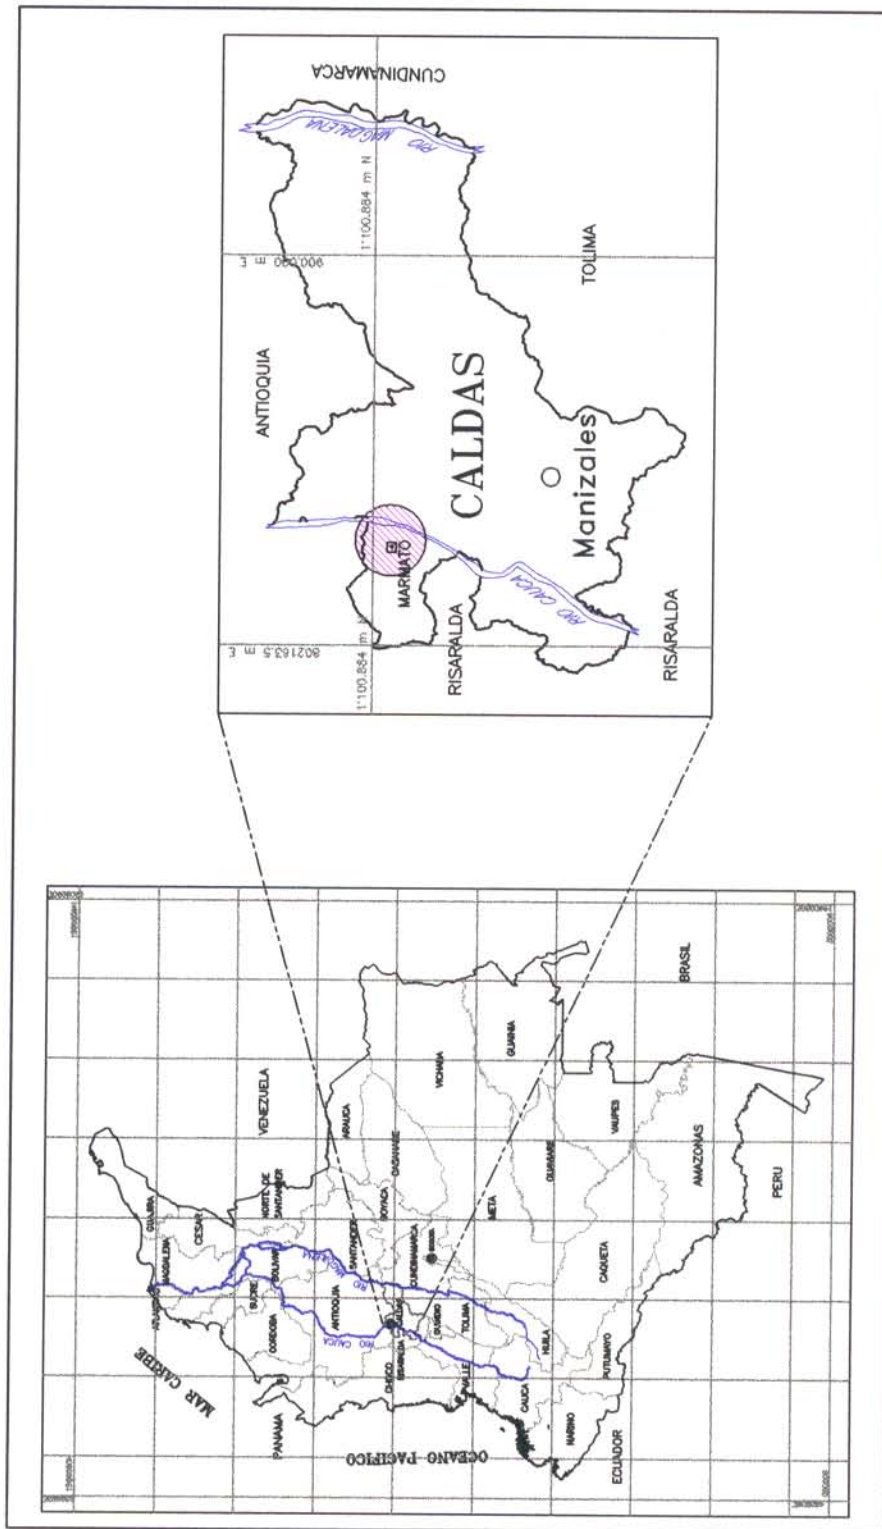 CUNDINAMARCA
RIO MAGDALENA
1'100.884 m N
900.000 m E
TOLIMA
ANTIOQUIA
CALDAS
Manizales
MARMATO
RIO CAUCA
RISARALDA
RISARALDA
802163.5 m E
1'100.884 m N
MAR CARIBE
OCEANO PACIFICO
PANAMA
VENEZUELA
BRASIL
PERU
ECUADOR
GUAJIRA
MAGDALENA
CESAR
ATLANTICO
NORTE DE
SANTANDER
BOLIVAR
SUCRE
CORDOBA
ANTIOQUIA
SANTANDER
ARAUCA
CASANARE
BOYACA
VICHADA
CUNDINAMARCA
CHOCO
RISARALDA
CALDAS
QUINDIO
TOLIMA
VALLE
META
GUAINIA
GUAVIARE
VAUPES
HUILA
CAUCA
CAQUETA
NARINO
PUTUMAYO
AMAZONAS
RIO CAUCA
RIO MAGDALENA